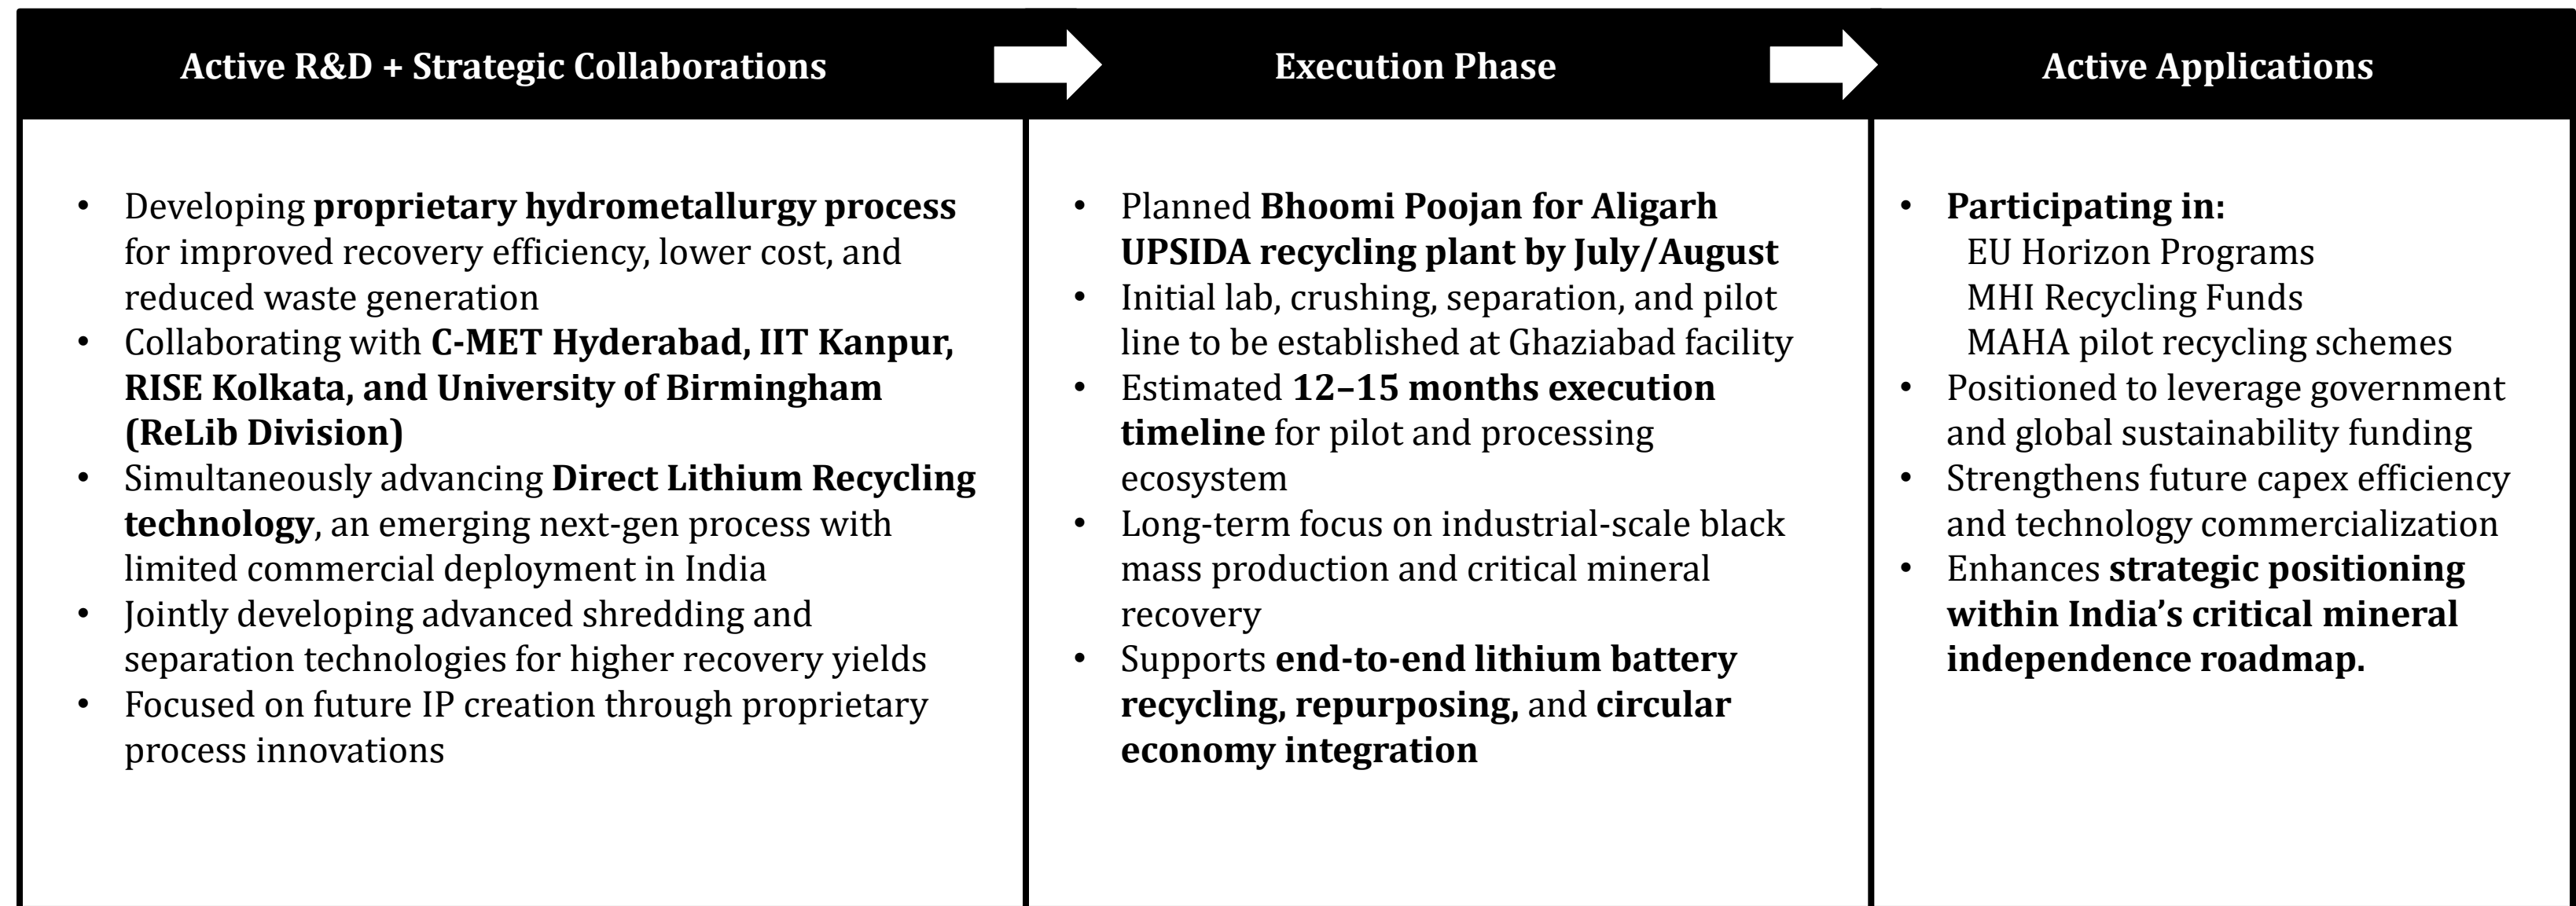 Active R&D + Strategic Collaborations
Execution Phase
Active Applications
• Developing proprietary hydrometallurgy process
for improved recovery efficiency, lower cost, and
reduced waste generation
• Collaborating with C-MET Hyderabad, IIT Kanpur,
RISE Kolkata, and University of Birmingham
(ReLib Division)
• Simultaneously advancing Direct Lithium Recycling
technology, an emerging next-gen process with
limited commercial deployment in India
• Jointly developing advanced shredding and
separation technologies for higher recovery yields
• Focused on future IP creation through proprietary
process innovations
• Planned Bhoomi Poojan for Aligarh
UPSIDA recycling plant by July/August
• Initial lab, crushing, separation, and pilot
line to be established at Ghaziabad facility
• Estimated 12–15 months execution
timeline for pilot and processing
ecosystem
• Long-term focus on industrial-scale black
mass production and critical mineral
recovery
• Supports end-to-end lithium battery
recycling, repurposing, and circular
economy integration
• Participating in:
EU Horizon Programs
MHI Recycling Funds
MAHA pilot recycling schemes
• Positioned to leverage government
and global sustainability funding
• Strengthens future capex efficiency
and technology commercialization
• Enhances strategic positioning
within India’s critical mineral
independence roadmap.